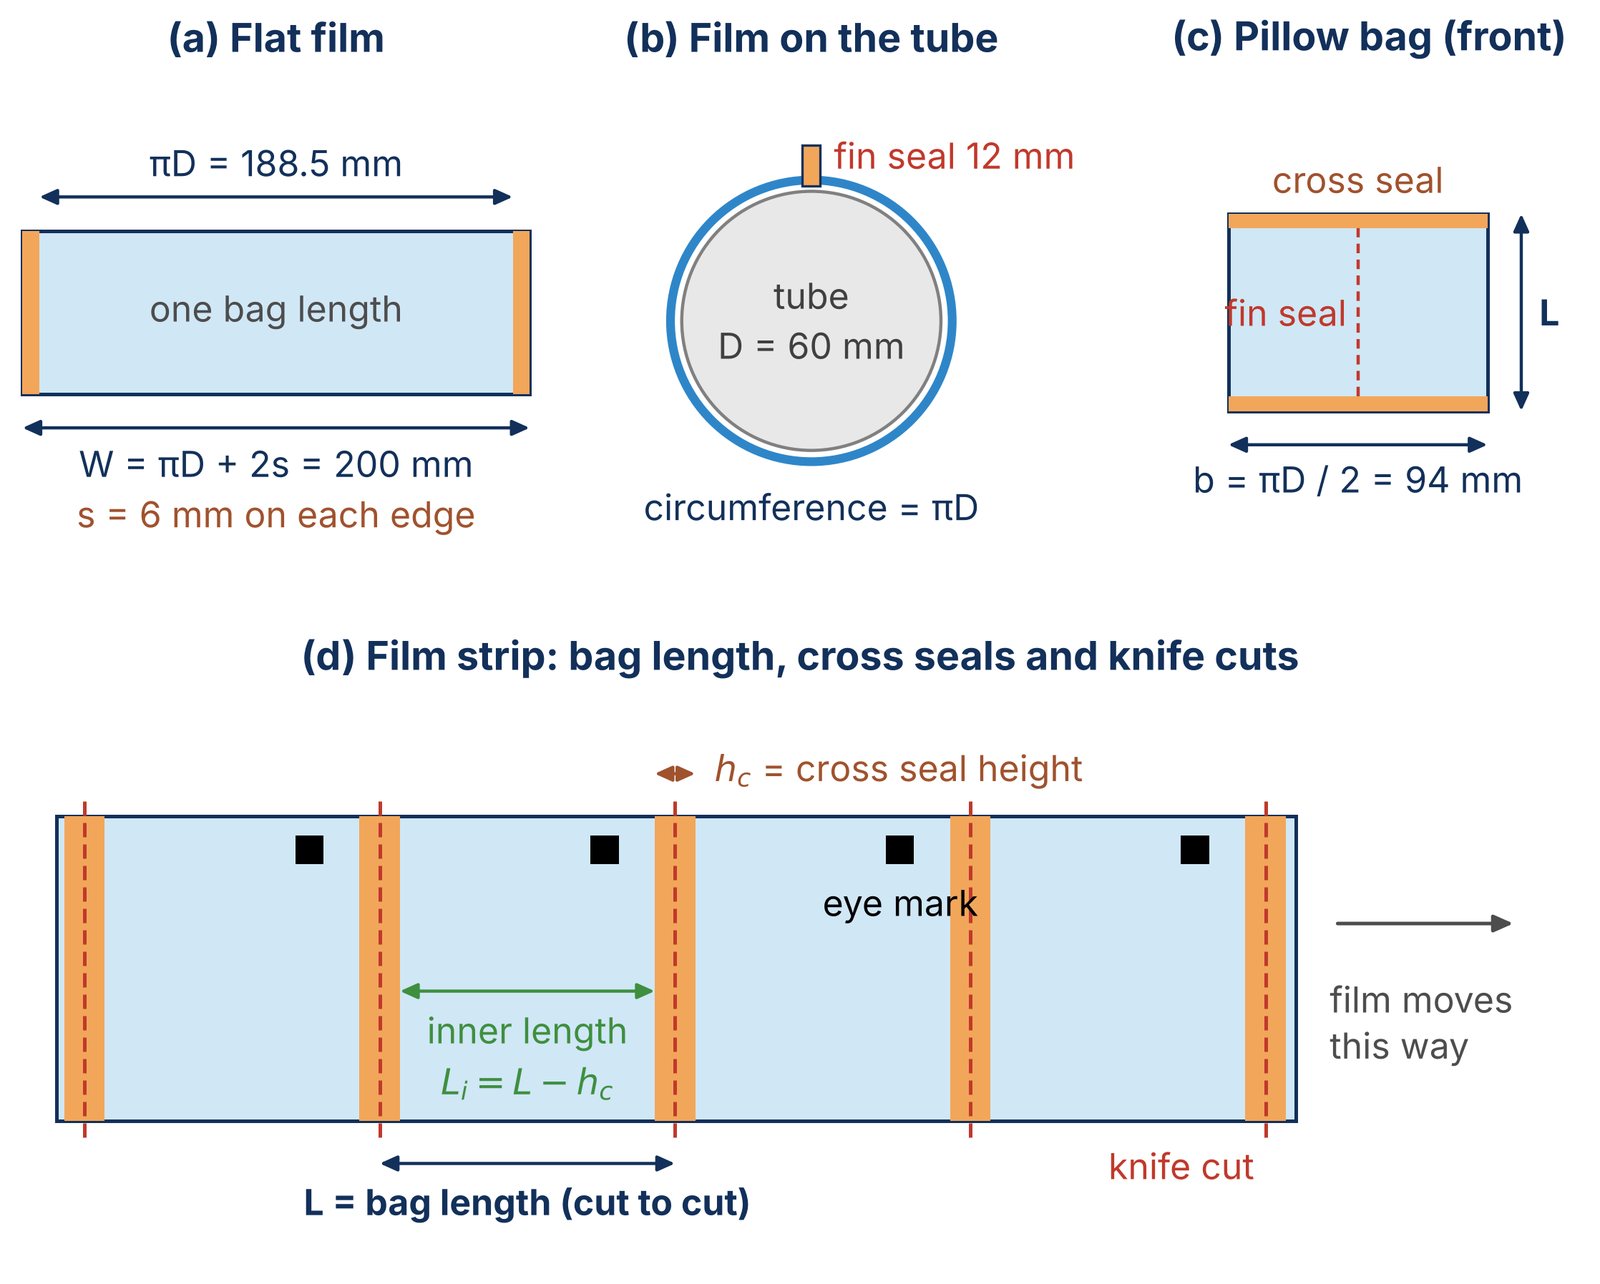 (a) Flat film
πD = 188.5 mm
one bag length
W = πD + 2s = 200 mm
s = 6 mm on each edge
(b) Film on the tube
fin seal 12 mm
tube
D = 60 mm
circumference = πD
(c) Pillow bag (front)
cross seal
fin seal
L
b = πD / 2 = 94 mm
(d) Film strip: bag length, cross seals and knife cuts
h_c = cross seal height
eye mark
inner length
L_i = L − h_c
film moves
this way
knife cut
L = bag length (cut to cut)